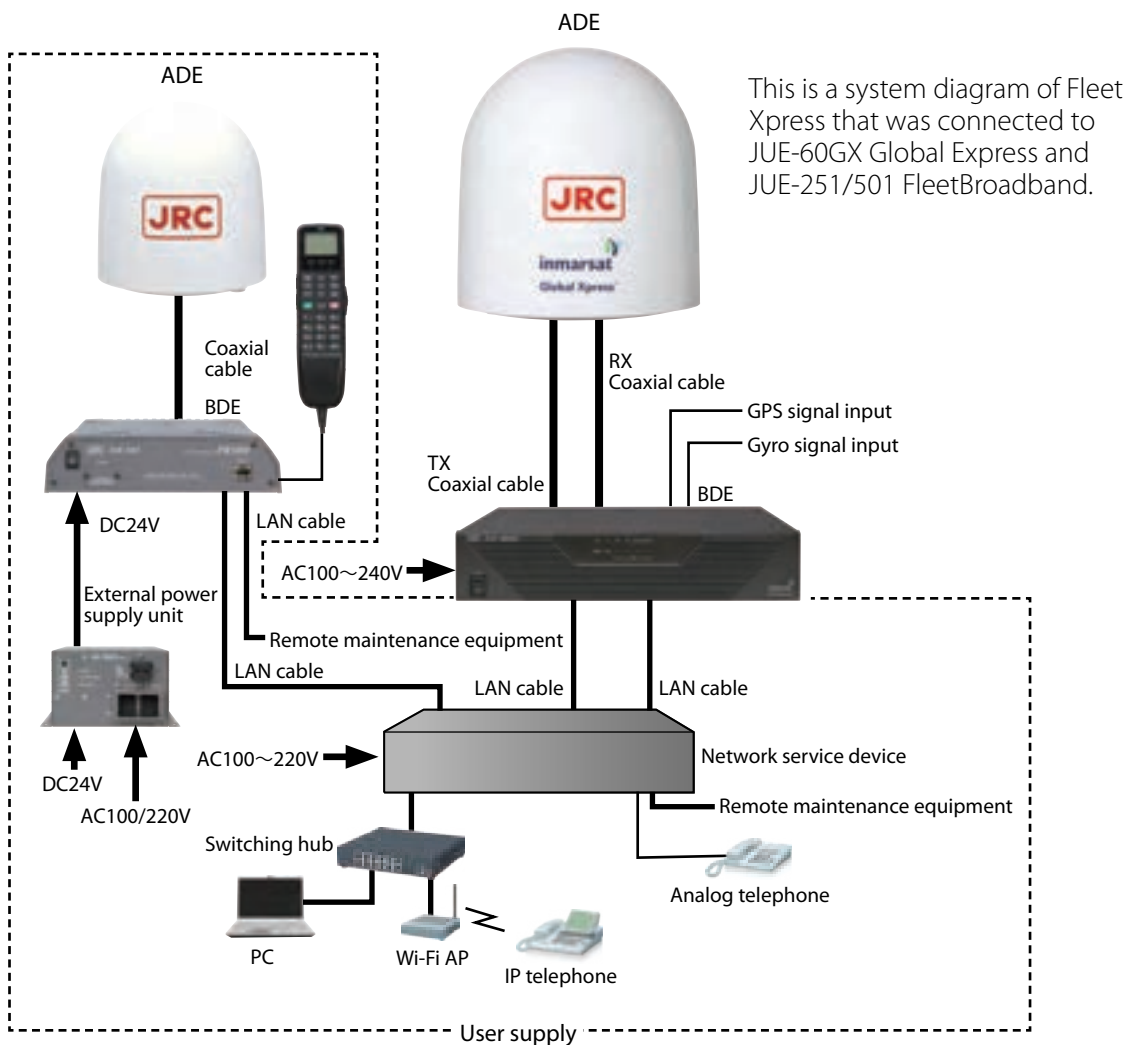 ADE
ADE
This is a system diagram of Fleet
Xpress that was connected to
JUE-60GX Global Express and
JUE-251/501 FleetBroadband.
JRC
JRC
inmarsat
Global Xpress
Coaxial
cable
RX
Coaxial cable
BDE
GPS signal input
Gyro signal input
TX
Coaxial cable
BDE
JRC
DC24V
LAN cable
AC100～240V
External power
supply unit
Remote maintenance equipment
LAN cable
LAN cable
LAN cable
AC100～220V
Network service device
DC24V
AC100/220V
Remote maintenance equipment
Switching hub
Analog telephone
PC
Wi-Fi AP
IP telephone
User supply